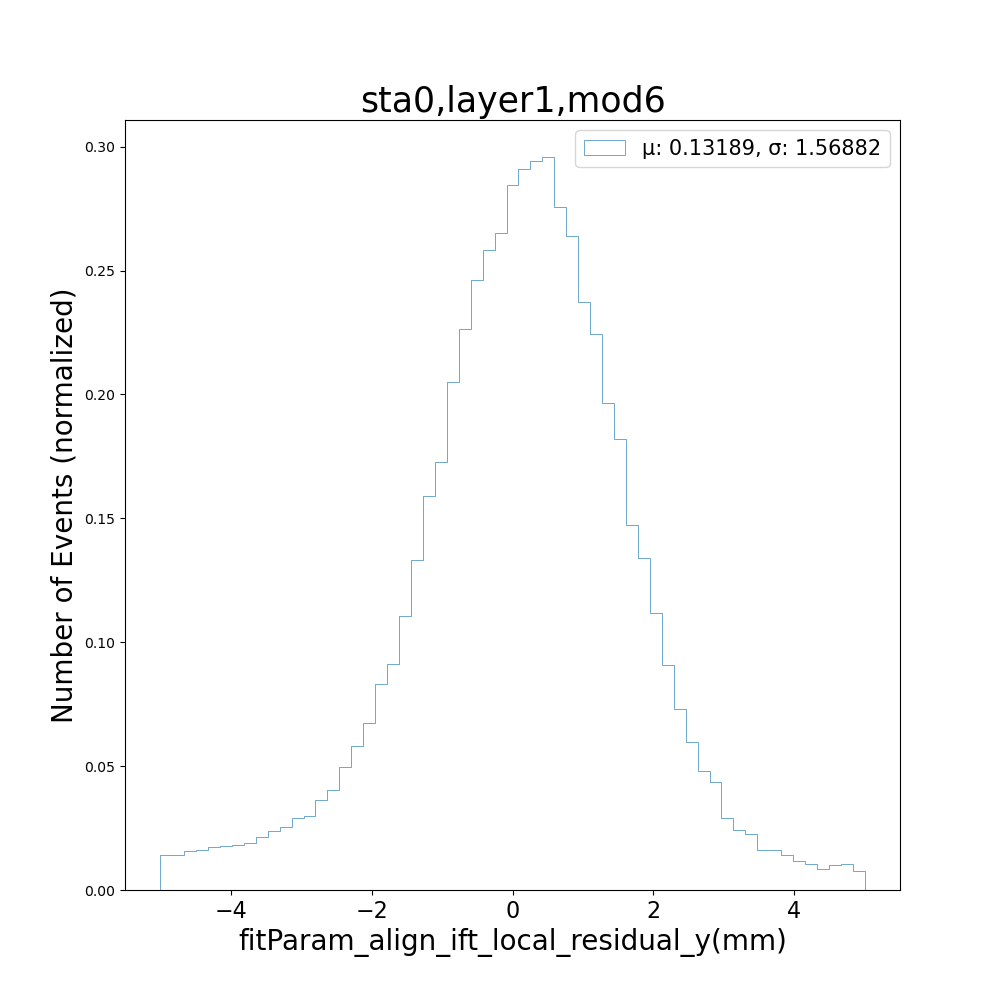 sta0,layer1,mod6
μ: 0.13189, σ: 1.56882
0.30
0.25
0.20
0.15
0.10
0.05
0.00
Number of Events (normalized)
−4 −2 0 2 4
fitParam_align_ift_local_residual_y(mm)